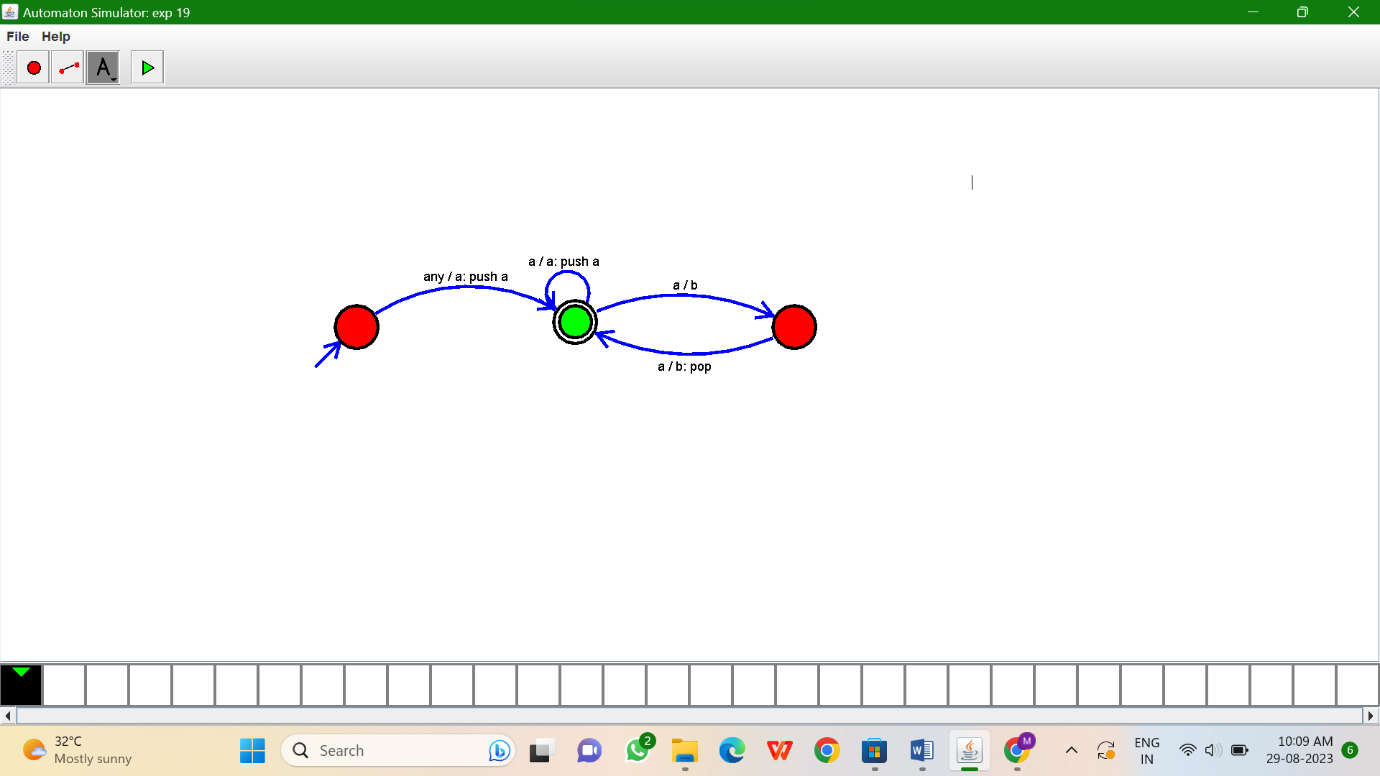 Automaton Simulator: exp 19
File Help
A
a / a: push a
any / a: push a
a / b
a / b: pop
32°C
Mostly sunny
Search
2
W
M
ENG
IN
10:09 AM
29-08-2023
6